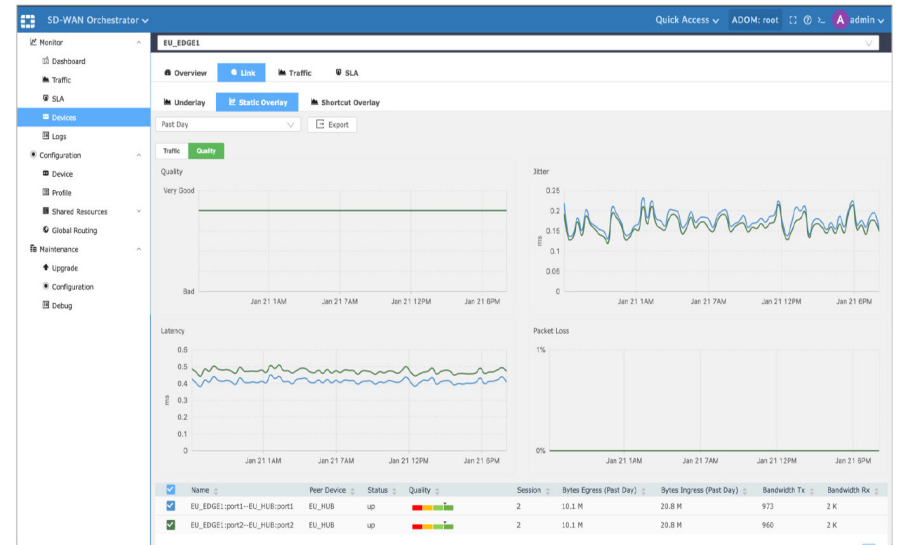 SD-WAN Orchestrator
Quick Access
ADOM: root
A
admin
Monitor
Dashboard
Traffic
SLA
Devices
Logs
Configuration
Device
Profile
Shared Resources
Global Routing
Maintenance
Upgrade
Configuration
Debug
EU_EDGE1
Overview Link Traffic SLA
Underlay Static Overlay Shortcut Overlay
Past Day Export
Traffic Quality
Quality
Very Good
Bad
Jan 21 1AM Jan 21 7AM Jan 21 12PM Jan 21 6PM
Jitter
0.25
0.2
0.15
0.1
0.05
0
ms
Jan 21 1AM Jan 21 7AM Jan 21 12PM Jan 21 6PM
Latency
0.6
0.5
0.4
0.3
0.2
0.1
0
ms
Jan 21 1AM Jan 21 7AM Jan 21 12PM Jan 21 6PM
Packet Loss
1%
0%
Jan 21 1AM Jan 21 7AM Jan 21 12PM Jan 21 6PM
Name Peer Device Status Quality Session Bytes Egress (Past Day) Bytes Ingress (Past Day) Bandwidth Tx Bandwidth Rx
EU_EDGE1:port1--EU_HUB:port1 EU_HUB up 2 10.1 M 20.8 M 973 2 K
EU_EDGE1:port2--EU_HUB:port2 EU_HUB up 2 10.1 M 20.8 M 960 2 K